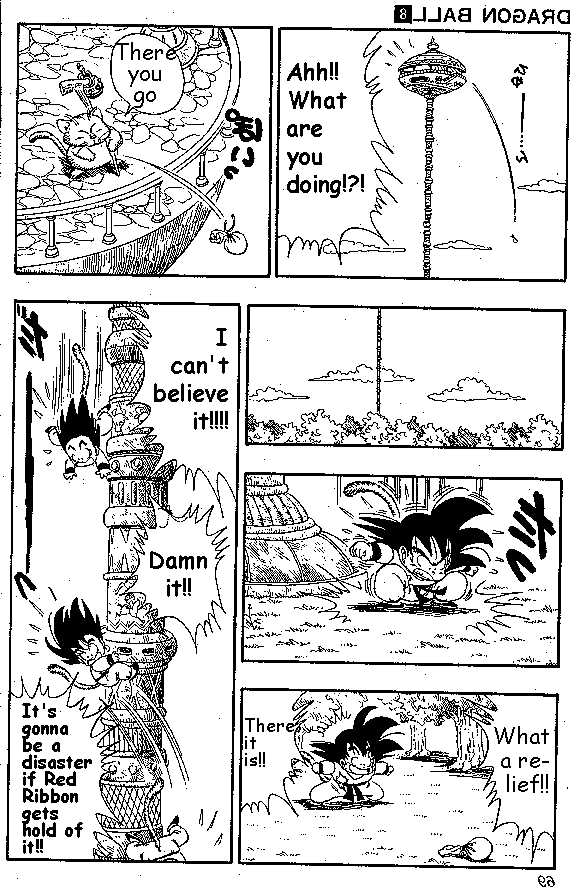 DRAGON BALL 8
There
you
go
Ahh!!
What
are
you
doing!?!
I
can't
believe
it!!!!
Damn
it!!
It's
gonna
be a
disaster
if Red
Ribbon
gets
hold of
it!!
There
it
is!!
What
a re-
lief!!
69